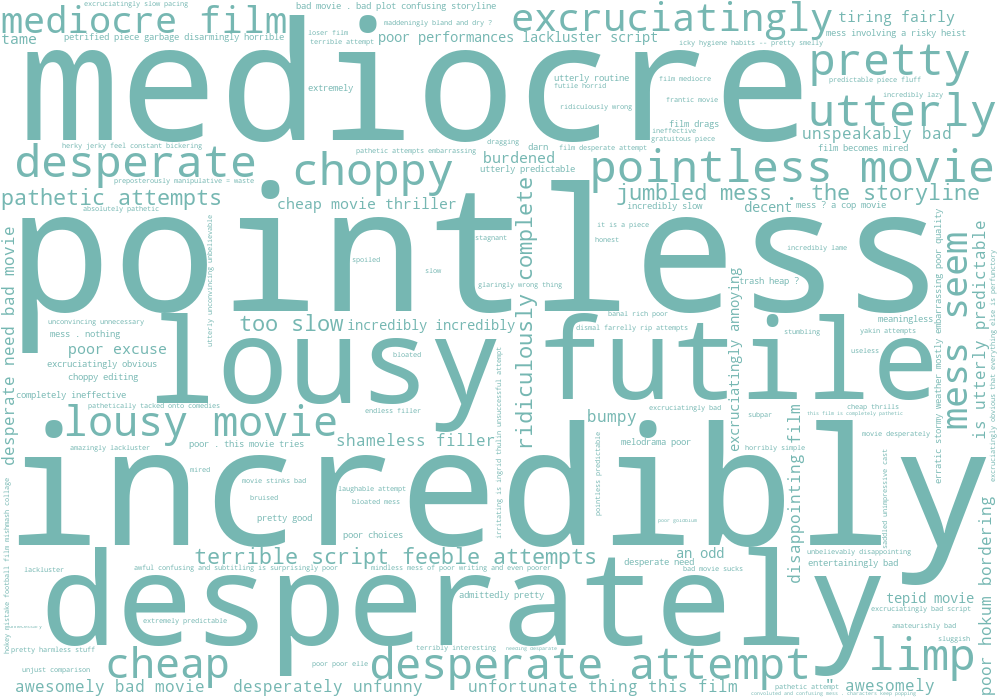 excruciatingly slow pacing
bad movie . bad plot confusing storyline
mediocre film
maddeningly bland and dry ?
excruciatingly
tiring fairly
tame
petrified piece garbage disarmingly horrible
loser film
terrible attempt
poor performances lackluster script
mess involving a risky heist
icky hygiene habits -- pretty smelly
mediocre
pretty
extremely
utterly routine
futile horrid
film mediocre
predictable piece fluff
ridiculously wrong
frantic movie
incredibly lazy
utterly
film drags
ineffective
gratuitous piece
unspeakably bad
herky jerky feel constant bickering
pathetic attempts embarrassing
dragging
darn
film desperate attempt
film becomes mired
desperate
choppy
burdened
utterly predictable
pointless movie
preposterously manipulative = waste
pathetic attempts
jumbled mess . the storyline
absolutely pathetic
cheap movie thriller
incredibly slow
decent
mess ? a cop movie
pointless
it is a piece
stagnant
honest
incredibly lame
spoiled
slow
glaringly wrong thing
trash heap ?
utterly unconvincing unbelievable
ridiculously complete
excruciatingly annoying
erratic stormy weather mostly embarrassing poor quality
mess seem
is utterly predictable
excruciatingly obvious that everything else is perfunctory
desperate need bad movie
unconvincing unnecessary
mess . nothing
too slow
incredibly incredibly
banal rich poor
dismal farrelly rip attempts
stumbling
meaningless
yakin attempts
poor excuse
excruciatingly obvious
choppy editing
lousy
futile
bloated
useless
completely ineffective
pathetically tacked onto comedies
endless filler
excruciatingly bad
subpar
cheap thrills
this film is completely pathetic
lousy movie
bumpy
shameless filler
melodrama poor
movie desperately
amazingly lackluster
poor . this movie tries
horribly simple
irritating is ingrid thulin unsuccessful attempt
pointless predictable
disappointing film
saddled unimpressive cast
incredibly
mired
movie stinks bad
laughable attempt
bruised
bloated mess
pretty good
poor choices
hokey mistake football film mishmash collage
poor hokum bordering
terrible script feeble attempts
an odd
desperate need
unbelievably disappointing
entertainingly bad
lackluster
awful confusing and subtitling is surprisingly poor
mindless mess of poor writing and even poorer
bad movie sucks
desperately
admittedly pretty
tepid movie
excruciatingly bad script
extremely predictable
amateurishly bad
sluggish
pretty harmless stuff
terribly interesting
needing desperate
limp
unjust comparison
cheap
poor poor elle
desperate attempt
awesomely bad movie
desperately unfunny
unfortunate thing this film
pathetic attempt
" awesomely
convoluted and confusing mess . characters keep popping